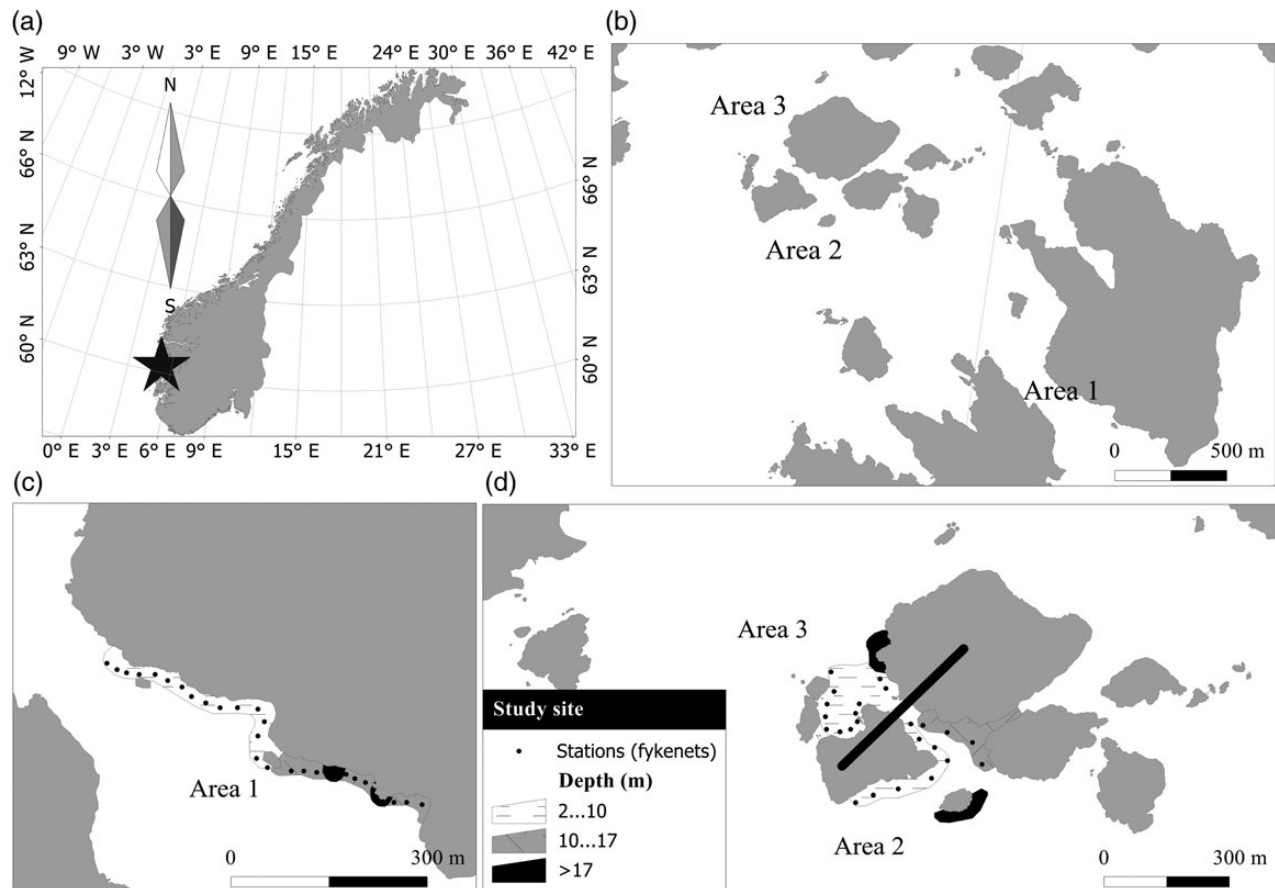 (a)
9° W 3° W 3° E 9° E 15° E 24° E 30° E 36° E 42° E
12° W
66° N
63° N
60° N
N
S
66° N
63° N
60° N
0° E 3° E 6° E 9° E 15° E 21° E 27° E 33° E
(b)
Area 3
Area 2
Area 1
0 500 m
(c)
Area 1
0 300 m
(d)
Area 3
Area 2
Study site
Stations (fykenets)
Depth (m)
2...10
10...17
>17
0 300 m